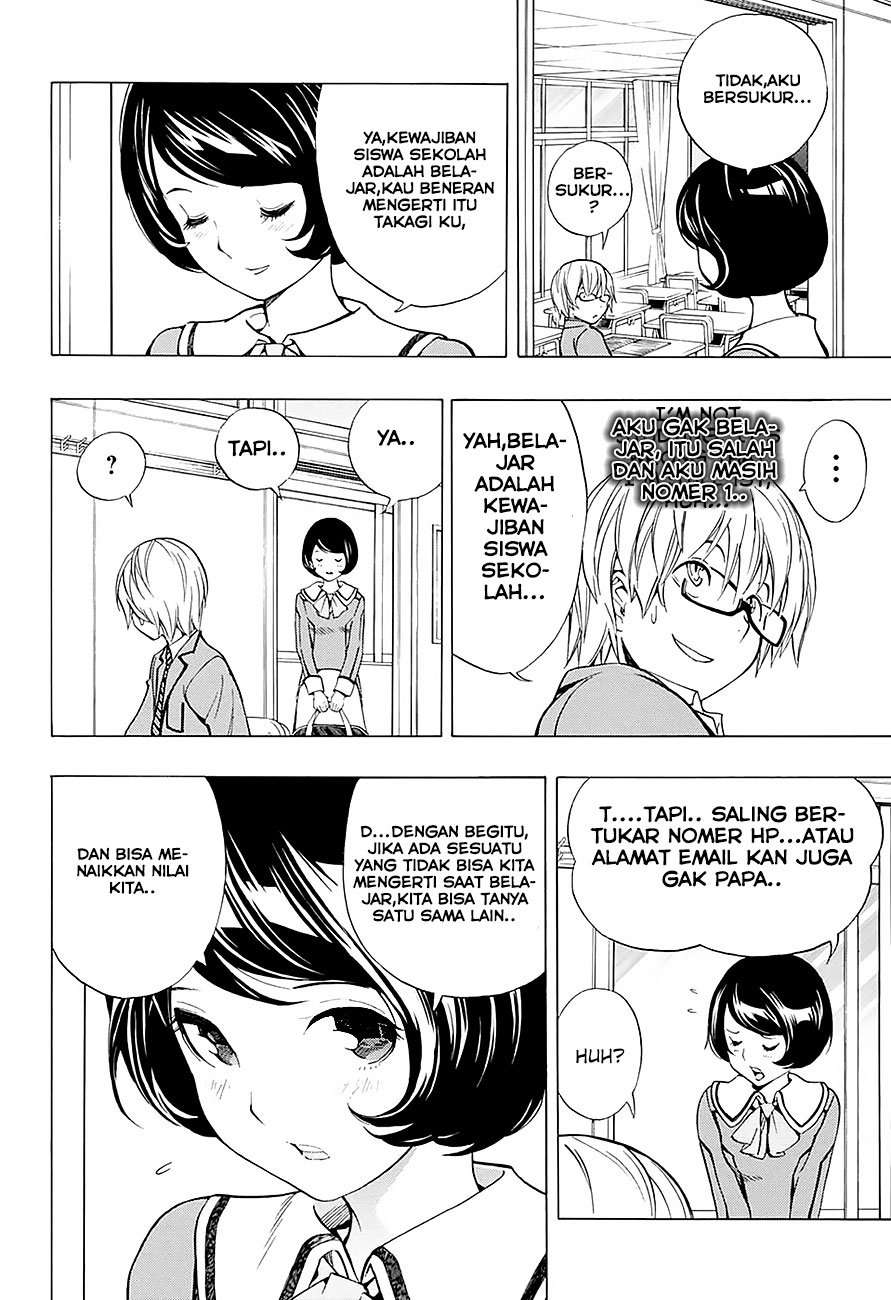 TIDAK,AKU
BERSUKUR...
BER-
SUKUR...
?
YA,KEWAJIBAN
SISWA SEKOLAH
ADALAH BELA-
JAR,KAU BENERAN
MENGERTI ITU
TAKAGI KU,
...
I'M NOT
AKU GAK BELA-
JAR, ITU SALAH
DAN AKU MASIH
NOMER 1..
YAH,BELA-
JAR
ADALAH
KEWA-
JIBAN
SISWA
SEKO-
LAH...
YA..
TAPI..
?
T....TAPI.. SALING BER-
TUKAR NOMER HP...ATAU
ALAMAT EMAIL KAN JUGA
GAK PAPA..
HUH?
D...DENGAN BEGITU,
JIKA ADA SESUATU
YANG TIDAK BISA KITA
MENGERTI SAAT BELA-
JAR,KITA BISA TANYA
SATU SAMA LAIN..
DAN BISA ME-
NAIKKAN NILAI
KITA..